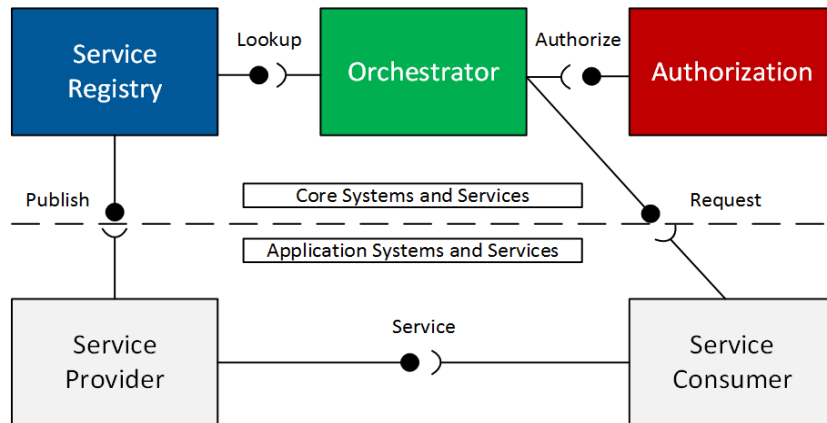 Service
Registry
Lookup
Orchestrator
Authorize
Authorization
Publish
Core Systems and Services
Request
Application Systems and Services
Service
Provider
Service
Service
Consumer